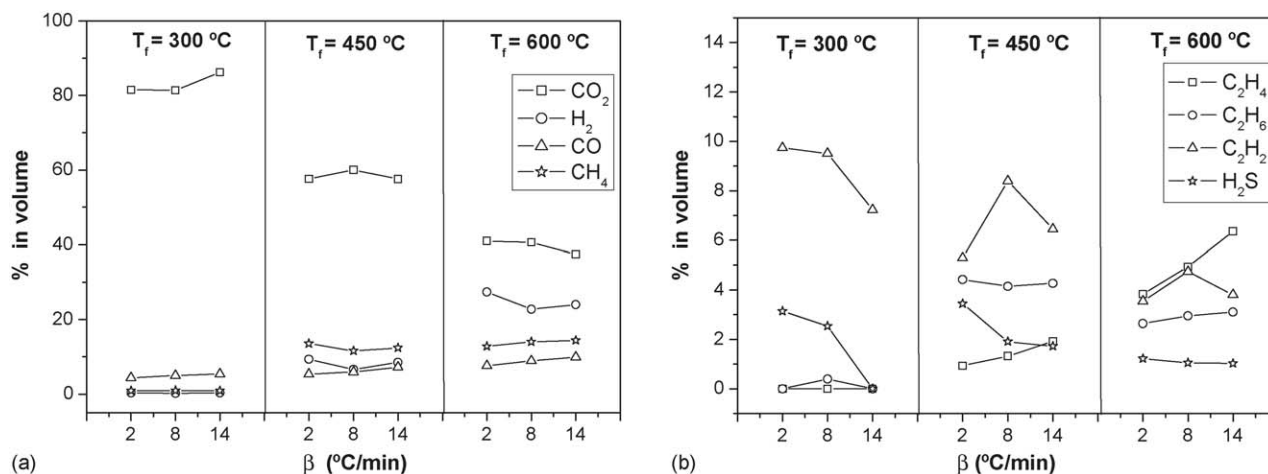 100
80
60
40
20
0
% in volume
T_f = 300 ºC
T_f = 450 ºC
T_f = 600 ºC
CO₂
H₂
CO
CH₄
2 8 14 2 8 14 2 8 14
(a)
β (ºC/min)
14
12
10
8
6
4
2
0
% in volume
T_f = 300 ºC
T_f = 450 ºC
T_f = 600 ºC
C₂H₄
C₂H₆
C₂H₂
H₂S
2 8 14 2 8 14 2 8 14
(b)
β (ºC/min)